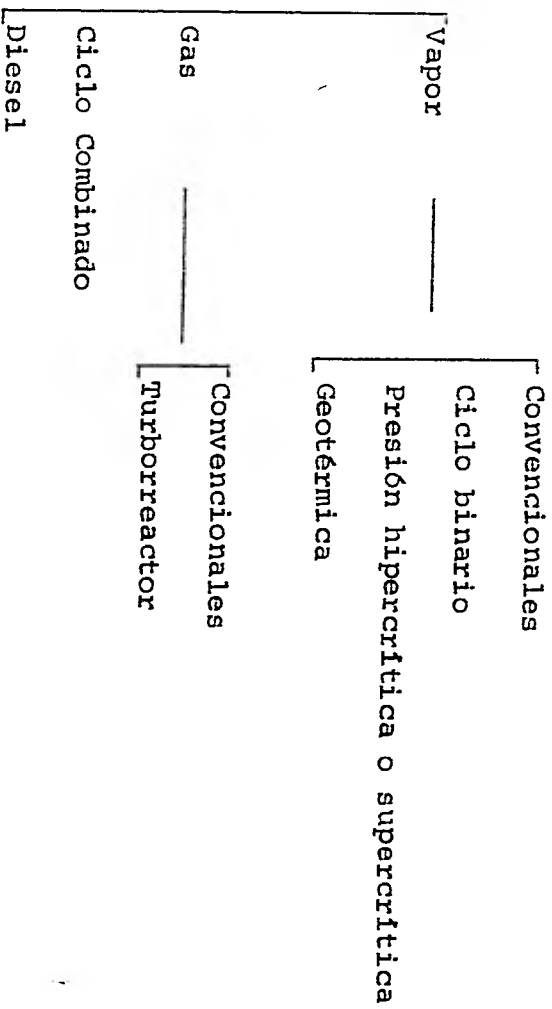 Vapor
Convencionales
Ciclo binario
Presión hipercrítica o supercrítica
Geotérmica
Gas
Convencionales
Turborreactor
Ciclo Combinado
Diesel